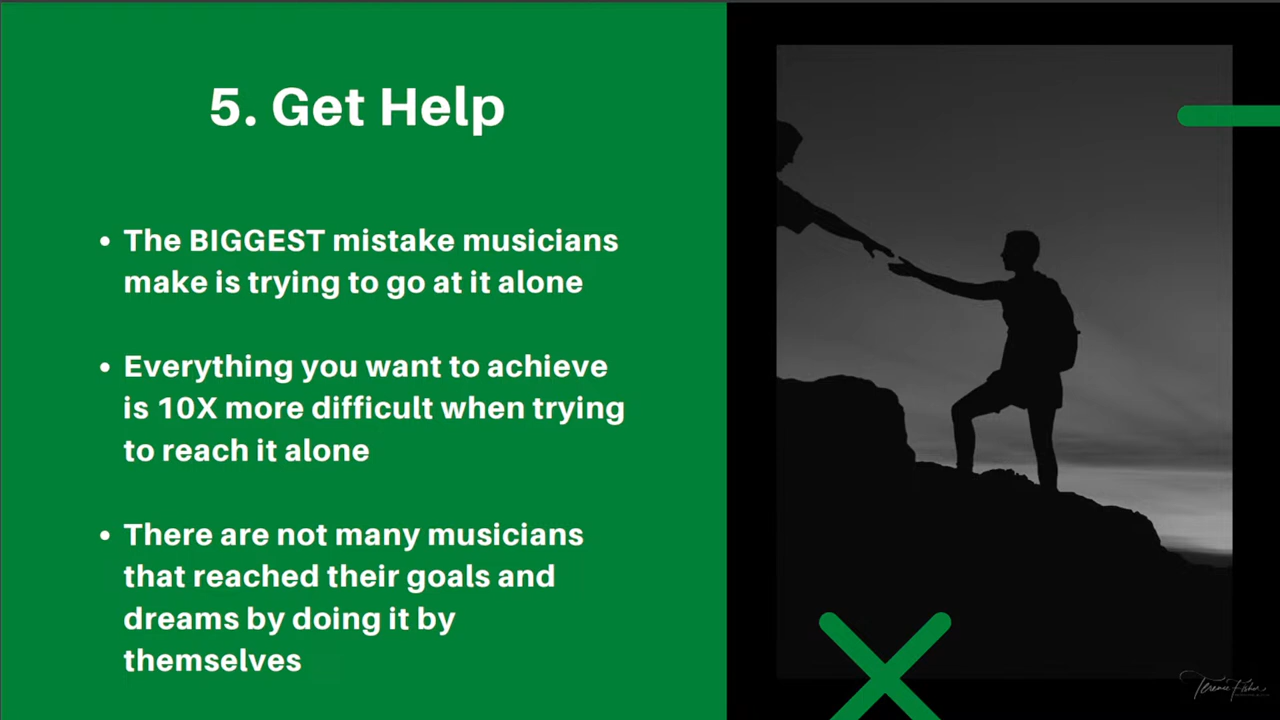 5. Get Help
• The BIGGEST mistake musicians
make is trying to go at it alone
• Everything you want to achieve
is 10X more difficult when trying
to reach it alone
• There are not many musicians
that reached their goals and
dreams by doing it by
themselves